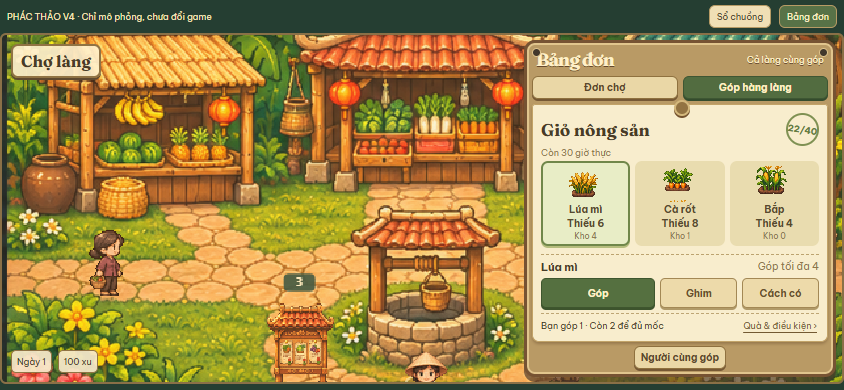 PHÁC THẢO V4 · Chỉ mô phỏng, chưa đổi game
Sổ chuồng
Bảng đơn
Chợ làng
Bảng đơn
Cả làng cùng góp
Đơn chợ
Góp hàng làng
Giỏ nông sản
22/40
Còn 30 giờ thực
Lúa mì
Thiếu 6
Kho 4
Cà rốt
Thiếu 8
Kho 1
Bắp
Thiếu 4
Kho 0
Lúa mì
Góp tối đa 4
Góp
Ghim
Cách có
Bạn góp 1 · Còn 2 để đủ mốc
Quà & điều kiện ›
Người cùng góp
3
Ngày 1
100 xu